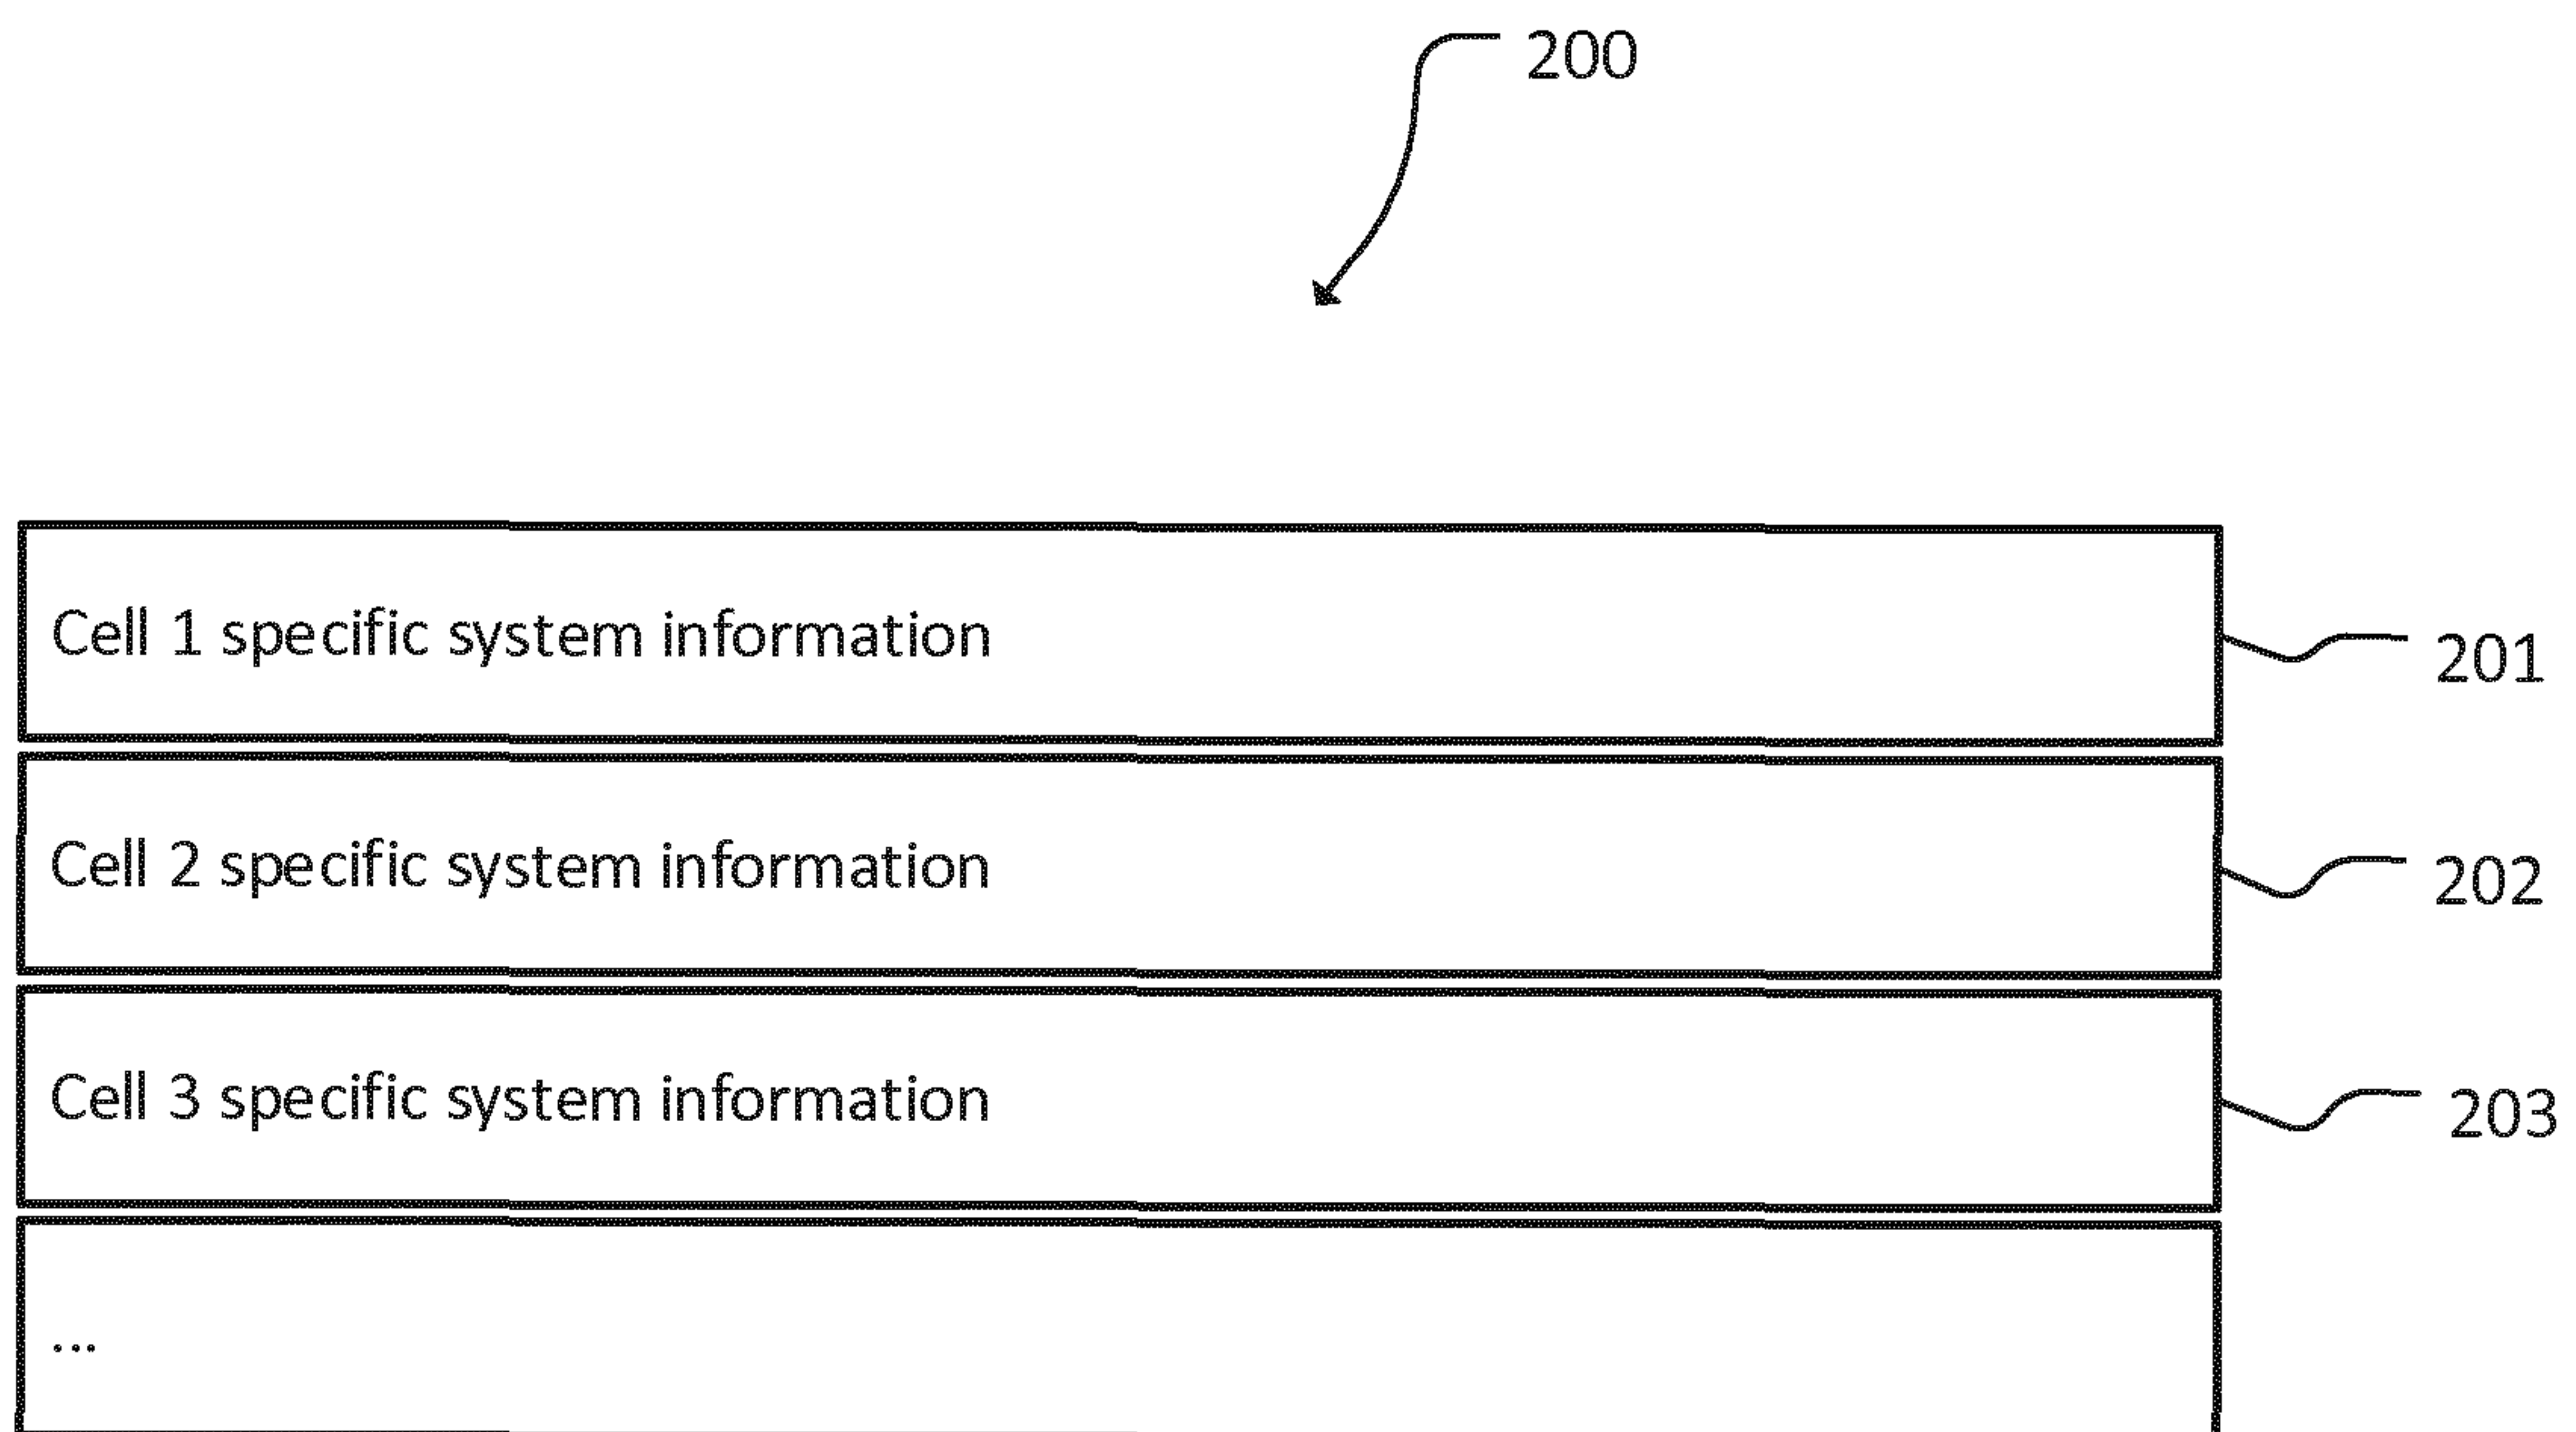 200
Cell 1 specific system information
201
Cell 2 specific system information
202
Cell 3 specific system information
203
...